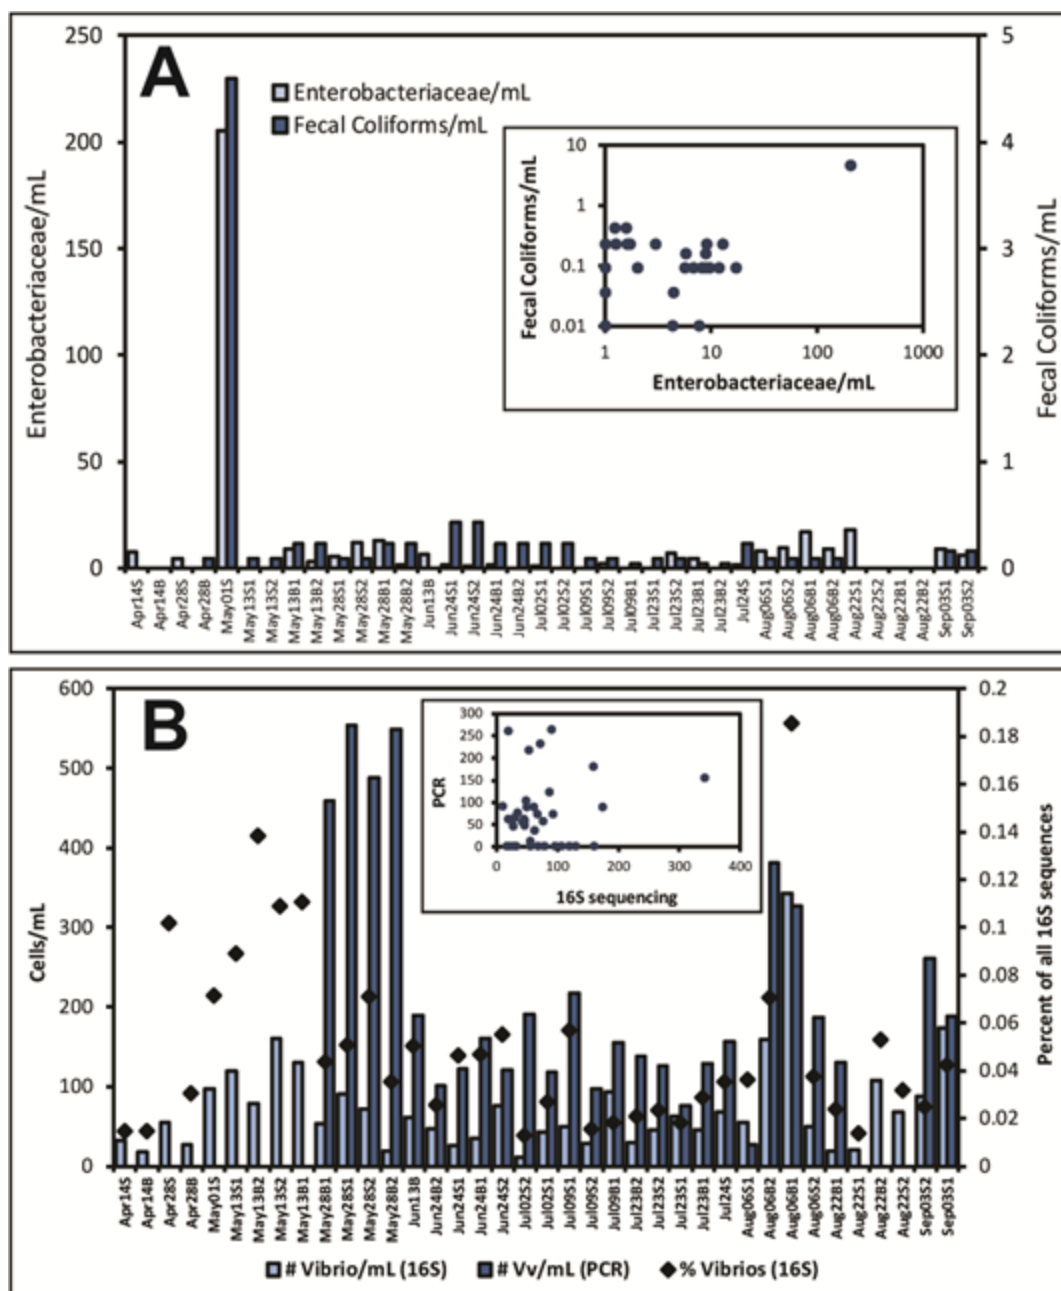 A
250
200
150
100
50
0
Enterobacteriaceae/mL
5
4
3
2
1
0
Fecal Coliforms/mL
Enterobacteriaceae/mL
Fecal Coliforms/mL
Fecal Coliforms/mL
10
1
0.1
0.01
1 10 100 1000
Enterobacteriaceae/mL
Apr14S Apr14B Apr28S Apr28B May01S May13S1 May13S2 May13B1 May13B2 May28S1 May28S2 May28B1 May28B2 Jun13B Jun24S1 Jun24S2 Jun24B1 Jun24B2 Jul02S1 Jul02S2 Jul09S1 Jul09S2 Jul09B1 Jul23S1 Jul23S2 Jul23B1 Jul23B2 Jul24S Aug06S1 Aug06S2 Aug06B1 Aug06B2 Aug22S1 Aug22S2 Aug22B1 Aug22B2 Sep03S1 Sep03S2
B
600
500
400
300
200
100
0
Cells/mL
0.2
0.18
0.16
0.14
0.12
0.1
0.08
0.06
0.04
0.02
0
Percent of all 16S sequences
PCR
300
250
200
150
100
50
0
0 100 200 300 400
16S sequencing
Apr14S Apr14B Apr28S Apr28B May01S May13S1 May13B2 May13S2 May13B1 May28B1 May28S1 May28S2 May28B2 Jun13B Jun24B2 Jun24S1 Jun24B1 Jun24S2 Jul02S2 Jul02S1 Jul09S1 Jul09S2 Jul09B1 Jul23B2 Jul23S2 Jul23S1 Jul23B1 Jul24S Aug06S1 Aug06B2 Aug06B1 Aug06S2 Aug22B1 Aug22S1 Aug22B2 Aug22S2 Sep03S2 Sep03S1
# Vibrio/mL (16S) # Vv/mL (PCR) % Vibrios (16S)